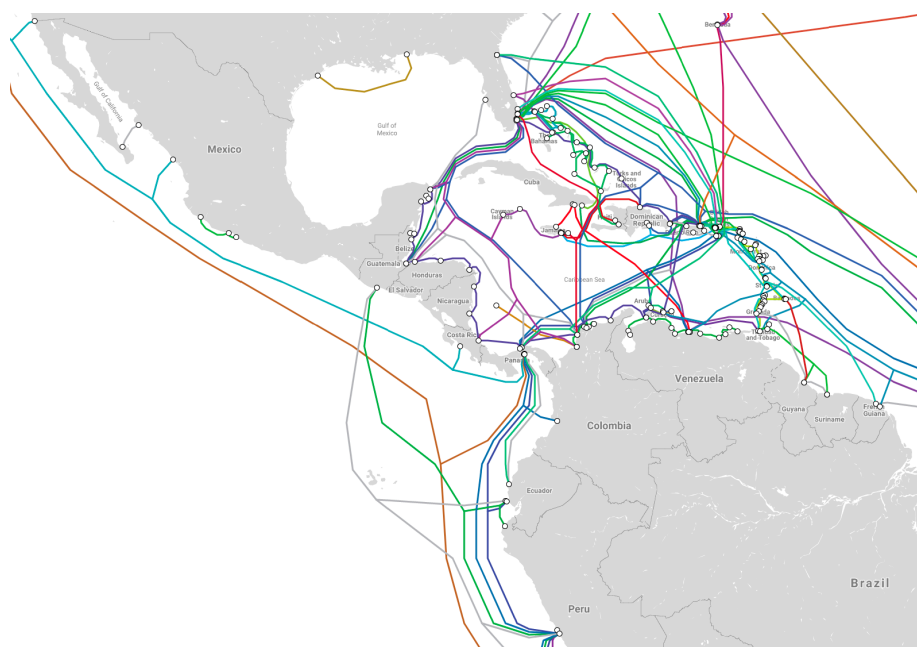 Gulf of California
Gulf of
Mexico
Mexico
The
Bahamas
Turks and
Caicos
Islands
Cuba
Cayman
Islands
Dominican
Republic
Belize
Guatemala
Honduras
El Salvador
Caribbean Sea
Nicaragua
Aruba
Costa Rica
and Tobago
Panama
Venezuela
Guyana
Suriname
French
Guiana
Colombia
Ecuador
Brazil
Peru